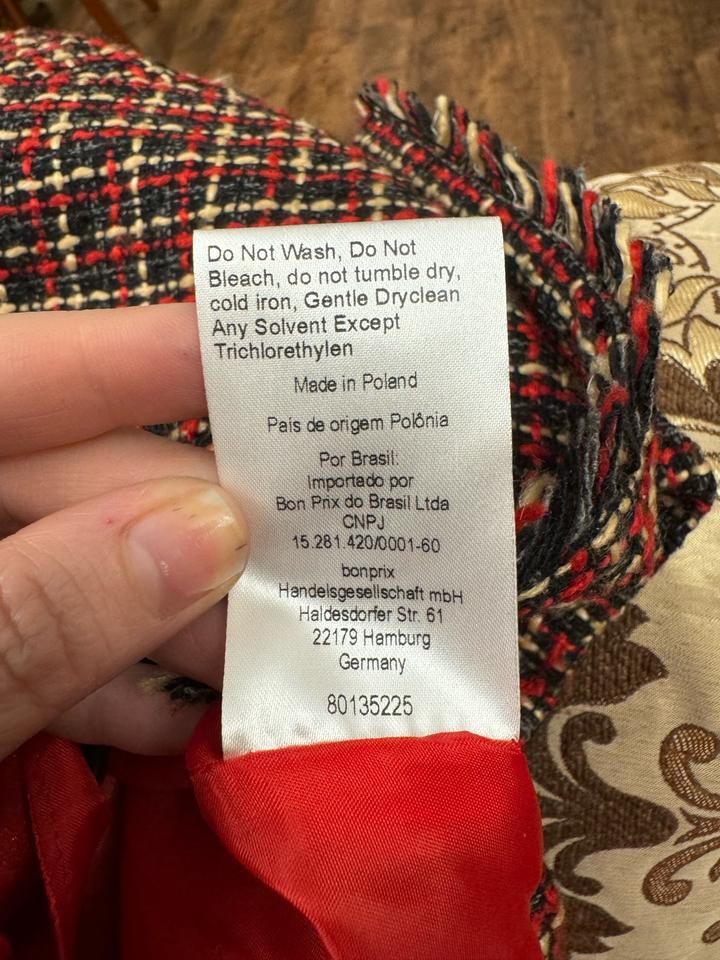 Do Not Wash, Do Not
Bleach, do not tumble dry,
cold iron, Gentle Dryclean
Any Solvent Except
Trichlorethylen
Made in Poland
País de origem Polônia
Por Brasil:
Importado por
Bon Prix do Brasil Ltda
CNPJ
15.281.420/0001-60
bonprix
Handelsgesellschaft mbH
Haldesdorfer Str. 61
22179 Hamburg
Germany
80135225